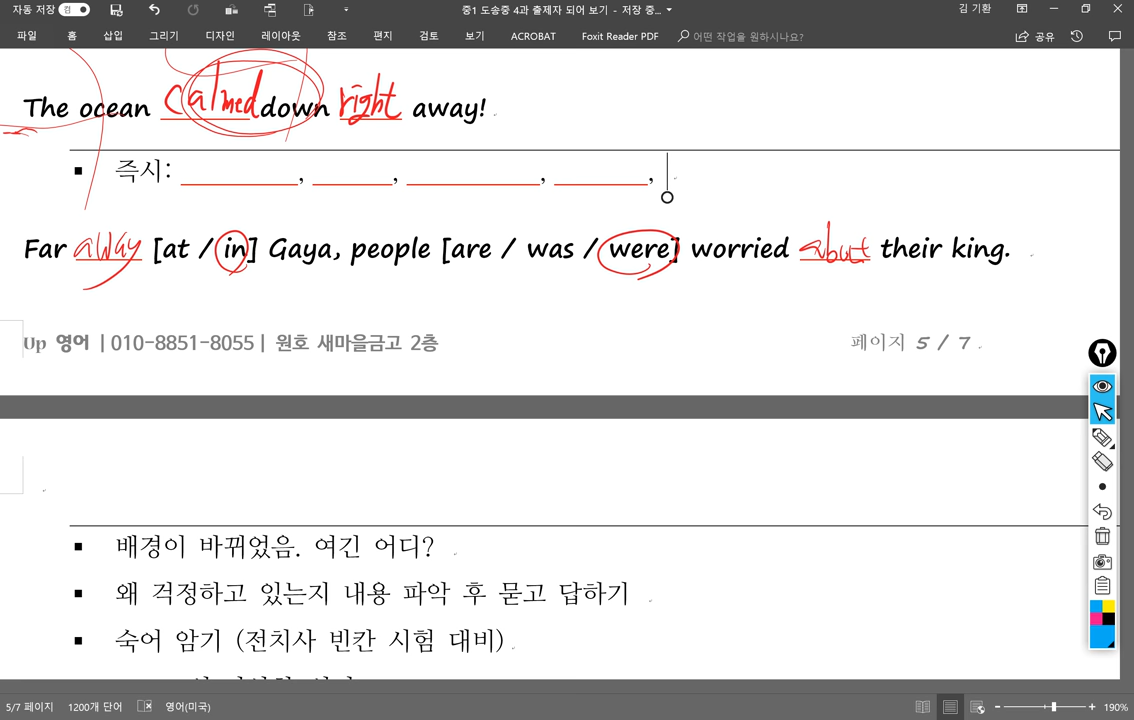 자동 저장 컴 중1 도송중 4과 출제자 되어 보기 - 저장 중... 김 기환
파일 홈 삽입 그리기 디자인 레이아웃 참조 편지 검토 보기 ACROBAT Foxit Reader PDF 어떤 작업을 원하시나요? 공유
The ocean calmed down right away!
▪ 즉시: ________, ________, ________, ________,
Far away [at / in] Gaya, people [are / was / were] worried about their king.
Up 영어 | 010-8851-8055 | 원호 새마을금고 2층 페이지 5 / 7
▪ 배경이 바뀌었음. 여긴 어디?
▪ 왜 걱정하고 있는지 내용 파악 후 묻고 답하기
▪ 숙어 암기 (전치사 빈칸 시험 대비)
5/7 페이지 1200개 단어 영어(미국) 190%